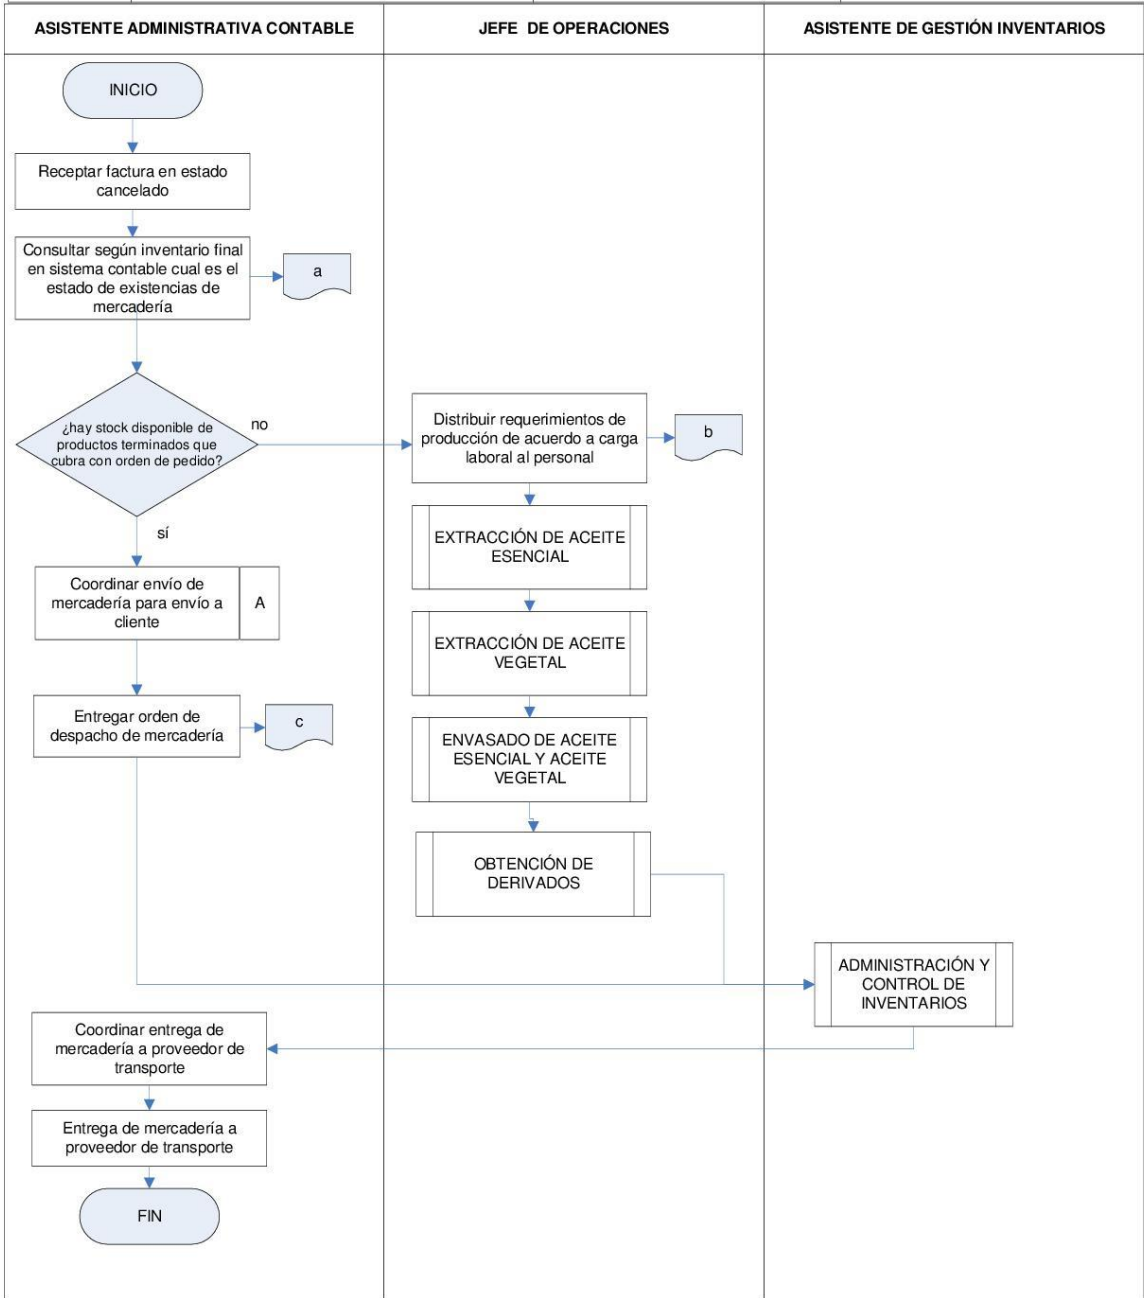 ASISTENTE ADMINISTRATIVA CONTABLE
JEFE DE OPERACIONES
ASISTENTE DE GESTIÓN INVENTARIOS
INICIO
Receptar factura en estado
cancelado
Consultar según inventario final
en sistema contable cual es el
estado de existencias de
mercadería
a
¿hay stock disponible de
productos terminados que
cubra con orden de pedido?
no
sí
Distribuir requerimientos de
producción de acuerdo a carga
laboral al personal
b
EXTRACCIÓN DE ACEITE
ESENCIAL
Coordinar envío de
mercadería para envío a
cliente
A
EXTRACCIÓN DE ACEITE
VEGETAL
Entregar orden de
despacho de mercadería
c
ENVASADO DE ACEITE
ESENCIAL Y ACEITE
VEGETAL
OBTENCIÓN DE
DERIVADOS
ADMINISTRACIÓN Y
CONTROL DE
INVENTARIOS
Coordinar entrega de
mercadería a proveedor de
transporte
Entrega de mercadería a
proveedor de transporte
FIN